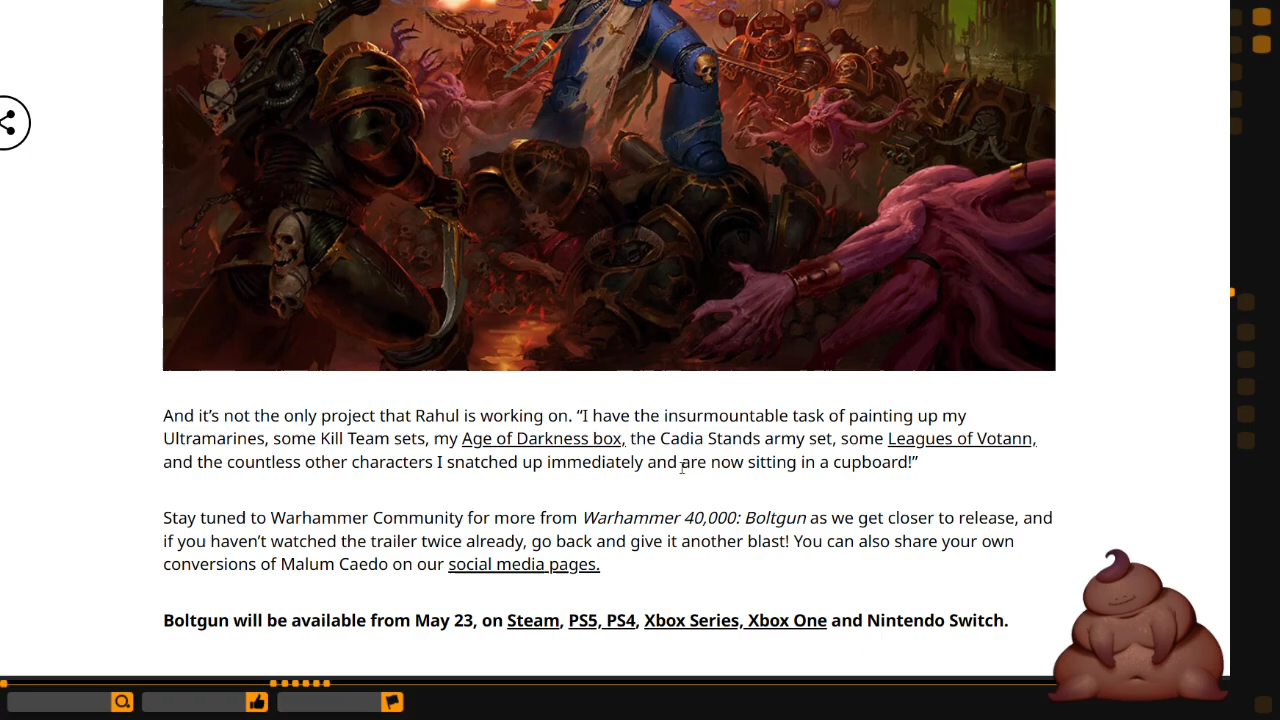 And it’s not the only project that Rahul is working on. “I have the insurmountable task of painting up my
Ultramarines, some Kill Team sets, my Age of Darkness box, the Cadia Stands army set, some Leagues of Votann,
and the countless other characters I snatched up immediately and are now sitting in a cupboard!”
Stay tuned to Warhammer Community for more from Warhammer 40,000: Boltgun as we get closer to release, and
if you haven’t watched the trailer twice already, go back and give it another blast! You can also share your own
conversions of Malum Caedo on our social media pages.
Boltgun will be available from May 23, on Steam, PS5, PS4, Xbox Series, Xbox One and Nintendo Switch.